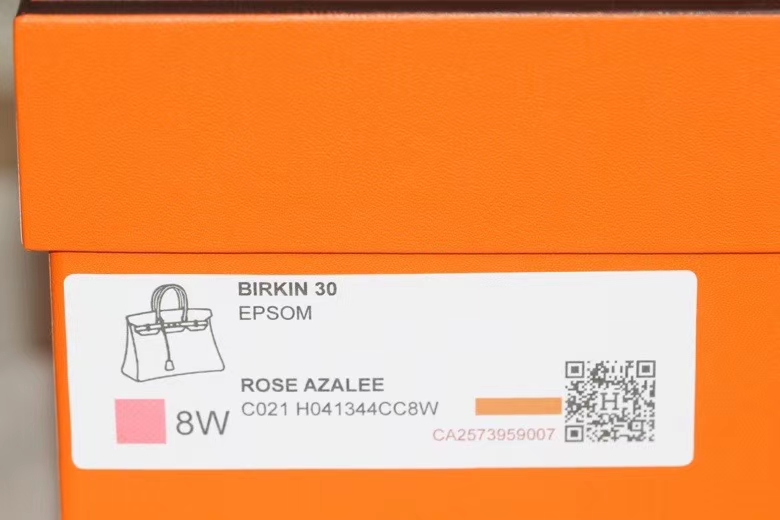 BIRKIN 30
EPSOM
ROSE AZALEE
8W
C021 H041344CC8W
CA2573959007
H